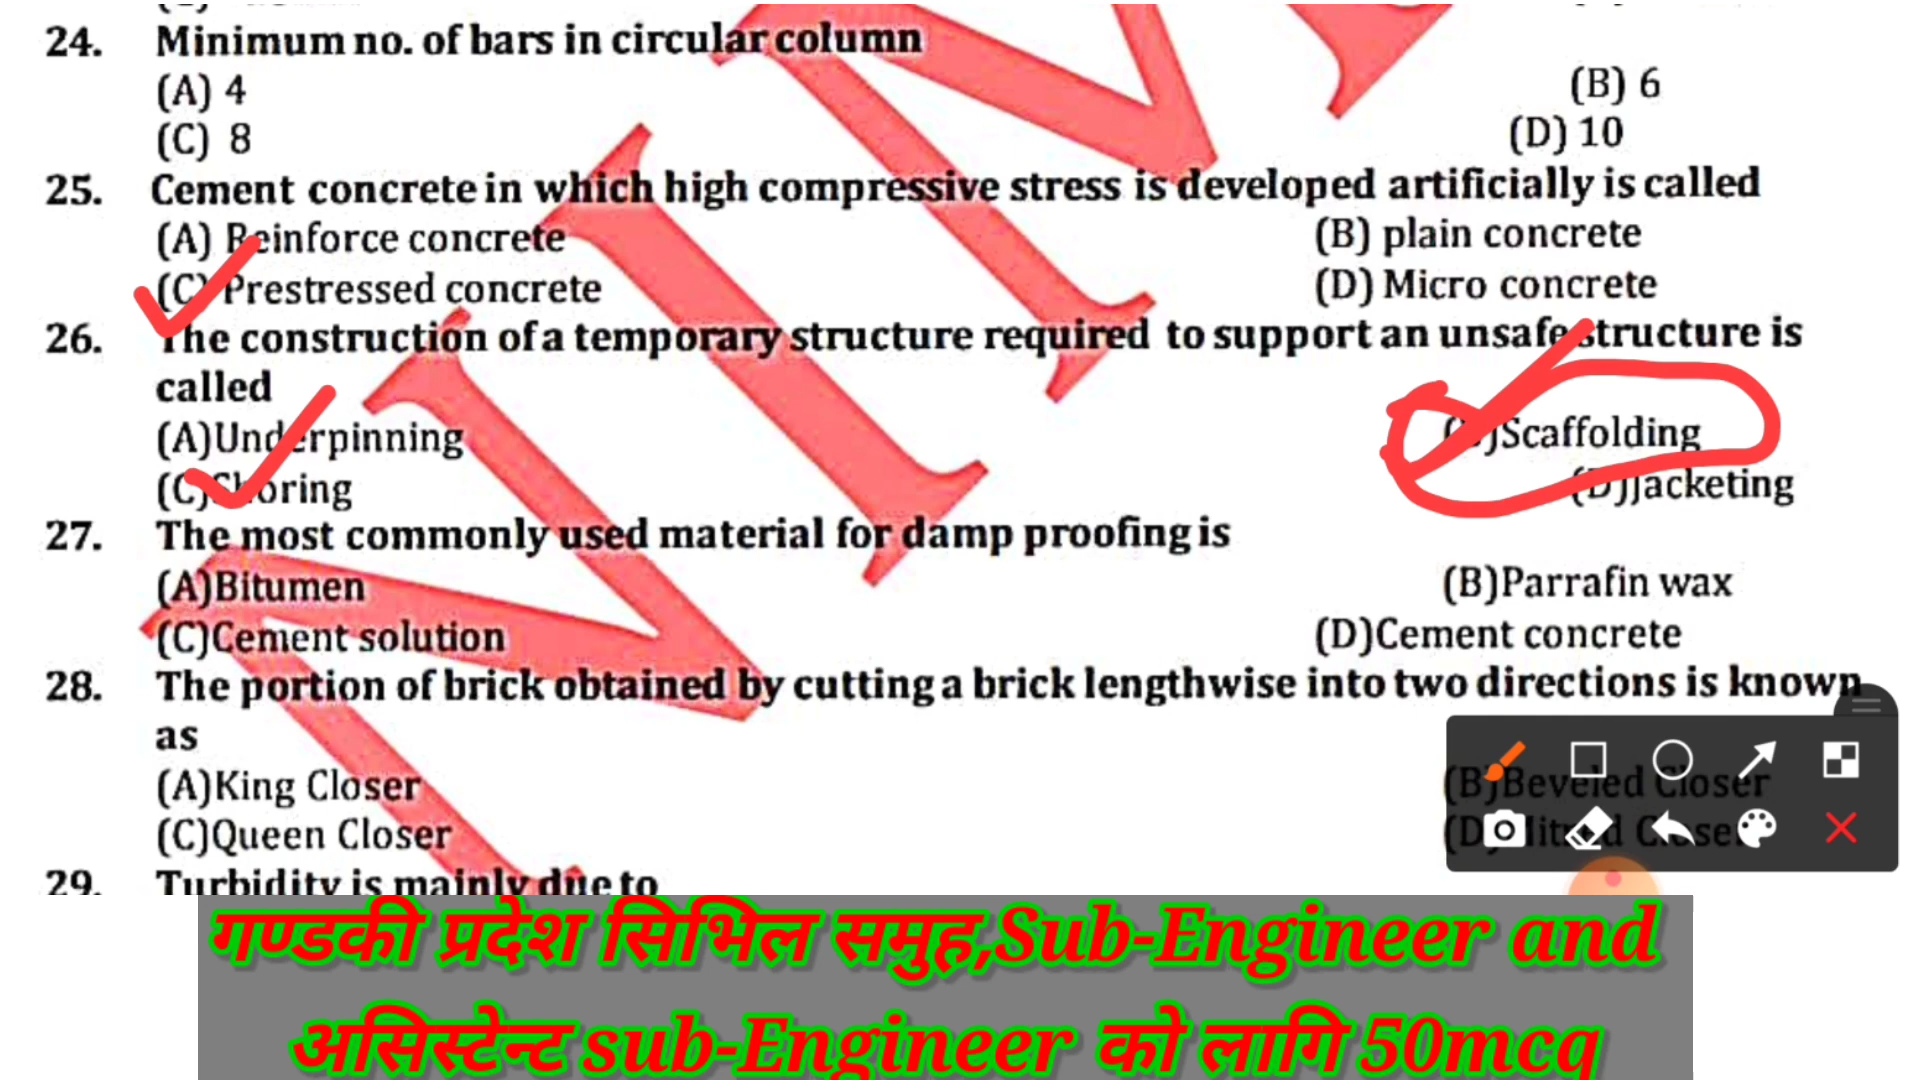 24. Minimum no. of bars in circular column
(A) 4 (B) 6
(C) 8 (D) 10
25. Cement concrete in which high compressive stress is developed artificially is called
(A) Reinforce concrete (B) plain concrete
(C) Prestressed concrete (D) Micro concrete
26. The construction of a temporary structure required to support an unsafe structure is
called
(A)Underpinning (B)Scaffolding
(C)Shoring (D)Jacketing
27. The most commonly used material for damp proofing is
(A)Bitumen (B)Parrafin wax
(C)Cement solution (D)Cement concrete
28. The portion of brick obtained by cutting a brick lengthwise into two directions is known
as
(A)King Closer (B)Beveled Closer
(C)Queen Closer (D)Mitred Closer
29. Turbidity is mainly due to
गण्डकी प्रदेश सिभिल समुह,Sub-Engineer and
असिस्टेन्ट sub-Engineer को लागि 50mcq